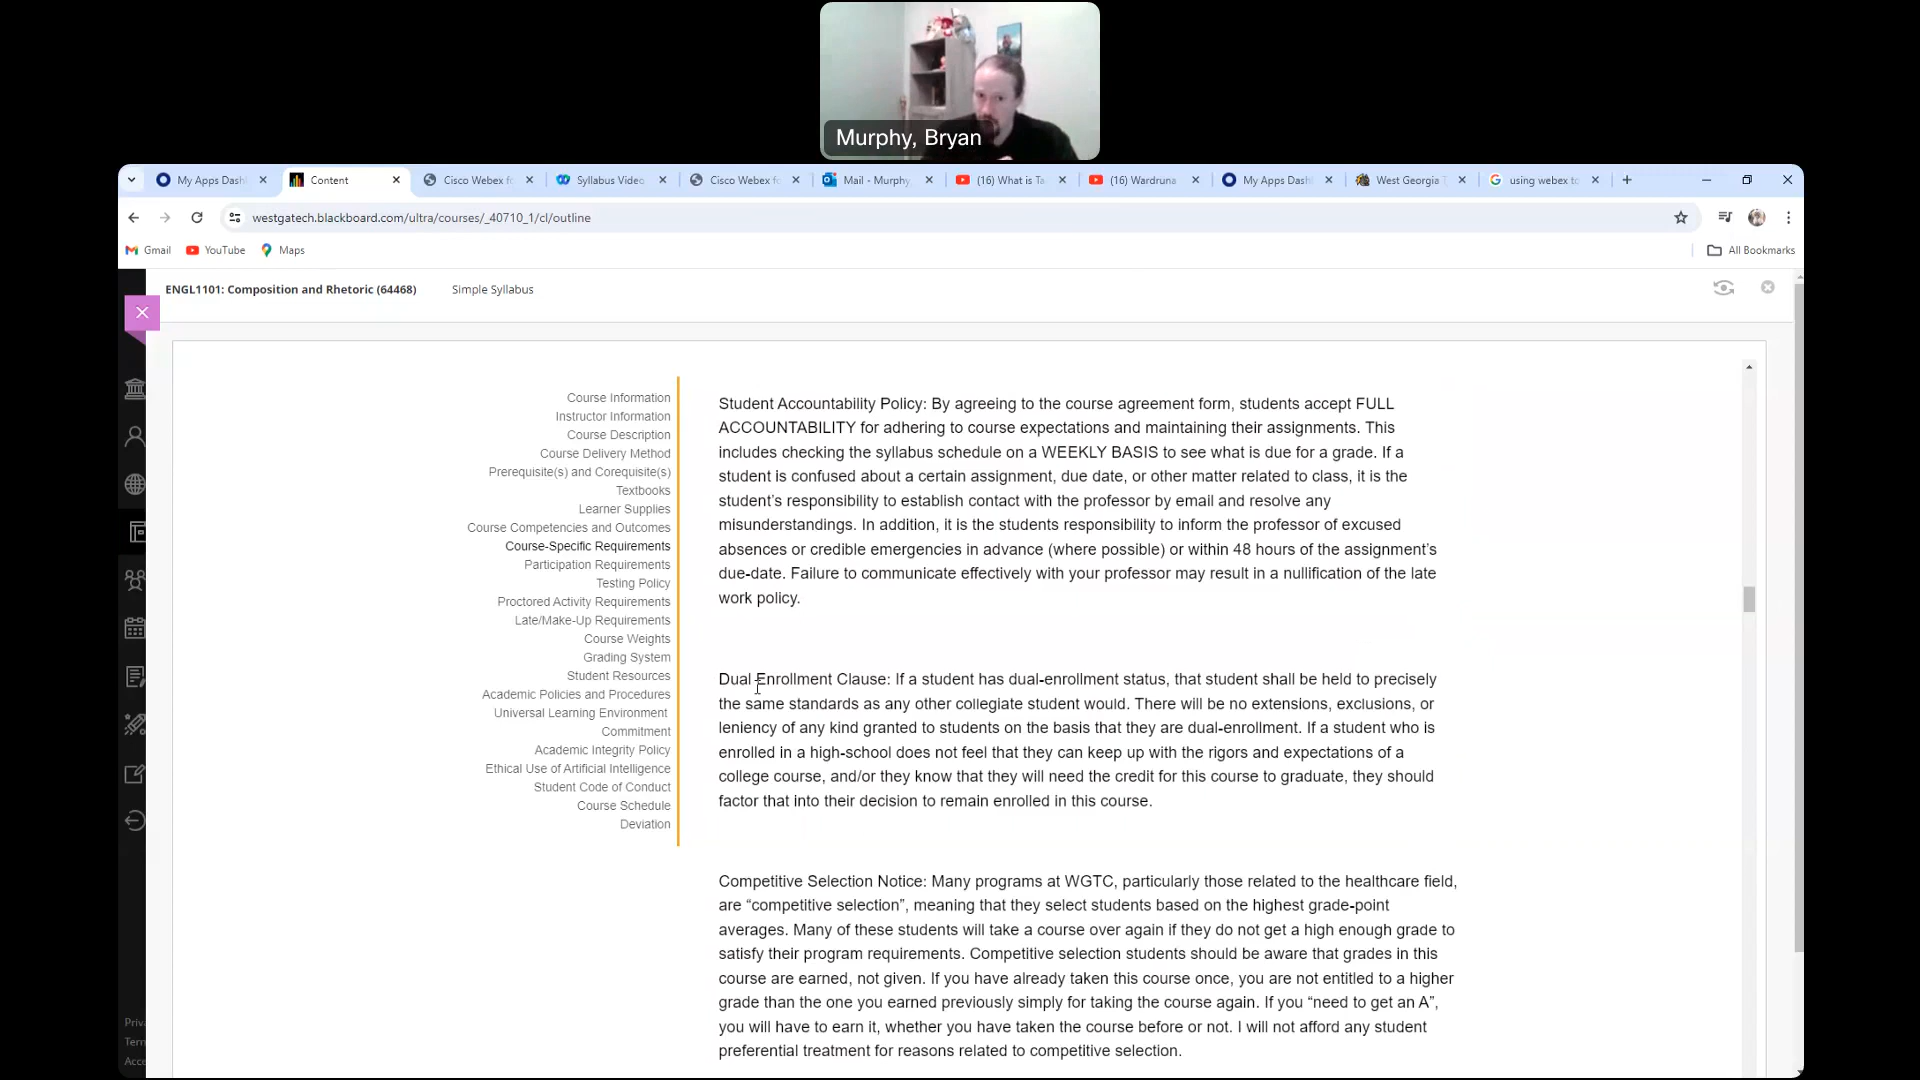 Murphy, Bryan
My Apps Dash
Content
Cisco Webex fo
Syllabus Video
Cisco Webex fo
Mail - Murphy
(16) What is Ta
(16) Wardruna
My Apps Dash
West Georgia T
using webex to
westgatech.blackboard.com/ultra/courses/_40710_1/cl/outline
Gmail
YouTube
Maps
All Bookmarks
ENGL1101: Composition and Rhetoric (64468)
Simple Syllabus
Course Information
Instructor Information
Course Description
Course Delivery Method
Prerequisite(s) and Corequisite(s)
Textbooks
Learner Supplies
Course Competencies and Outcomes
Course-Specific Requirements
Participation Requirements
Testing Policy
Proctored Activity Requirements
Late/Make-Up Requirements
Course Weights
Grading System
Student Resources
Academic Policies and Procedures
Universal Learning Environment
Commitment
Academic Integrity Policy
Ethical Use of Artificial Intelligence
Student Code of Conduct
Course Schedule
Deviation
Student Accountability Policy: By agreeing to the course agreement form, students accept FULL
ACCOUNTABILITY for adhering to course expectations and maintaining their assignments. This
includes checking the syllabus schedule on a WEEKLY BASIS to see what is due for a grade. If a
student is confused about a certain assignment, due date, or other matter related to class, it is the
student's responsibility to establish contact with the professor by email and resolve any
misunderstandings. In addition, it is the students responsibility to inform the professor of excused
absences or credible emergencies in advance (where possible) or within 48 hours of the assignment's
due-date. Failure to communicate effectively with your professor may result in a nullification of the late
work policy.
Dual Enrollment Clause: If a student has dual-enrollment status, that student shall be held to precisely
the same standards as any other collegiate student would. There will be no extensions, exclusions, or
leniency of any kind granted to students on the basis that they are dual-enrollment. If a student who is
enrolled in a high-school does not feel that they can keep up with the rigors and expectations of a
college course, and/or they know that they will need the credit for this course to graduate, they should
factor that into their decision to remain enrolled in this course.
Competitive Selection Notice: Many programs at WGTC, particularly those related to the healthcare field,
are “competitive selection”, meaning that they select students based on the highest grade-point
averages. Many of these students will take a course over again if they do not get a high enough grade to
satisfy their program requirements. Competitive selection students should be aware that grades in this
course are earned, not given. If you have already taken this course once, you are not entitled to a higher
grade than the one you earned previously simply for taking the course again. If you “need to get an A”,
you will have to earn it, whether you have taken the course before or not. I will not afford any student
preferential treatment for reasons related to competitive selection.
Priva
Term
Acce